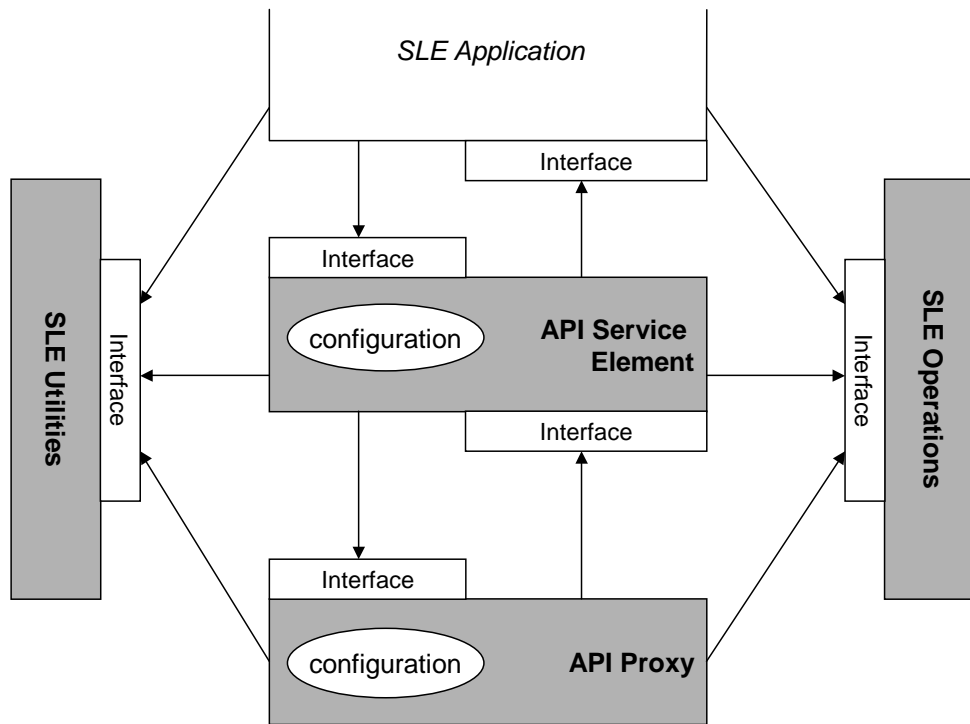 SLE Application
Interface
Interface
configuration
API Service
Element
SLE Utilities
Interface
Interface
SLE Operations
Interface
Interface
configuration
API Proxy